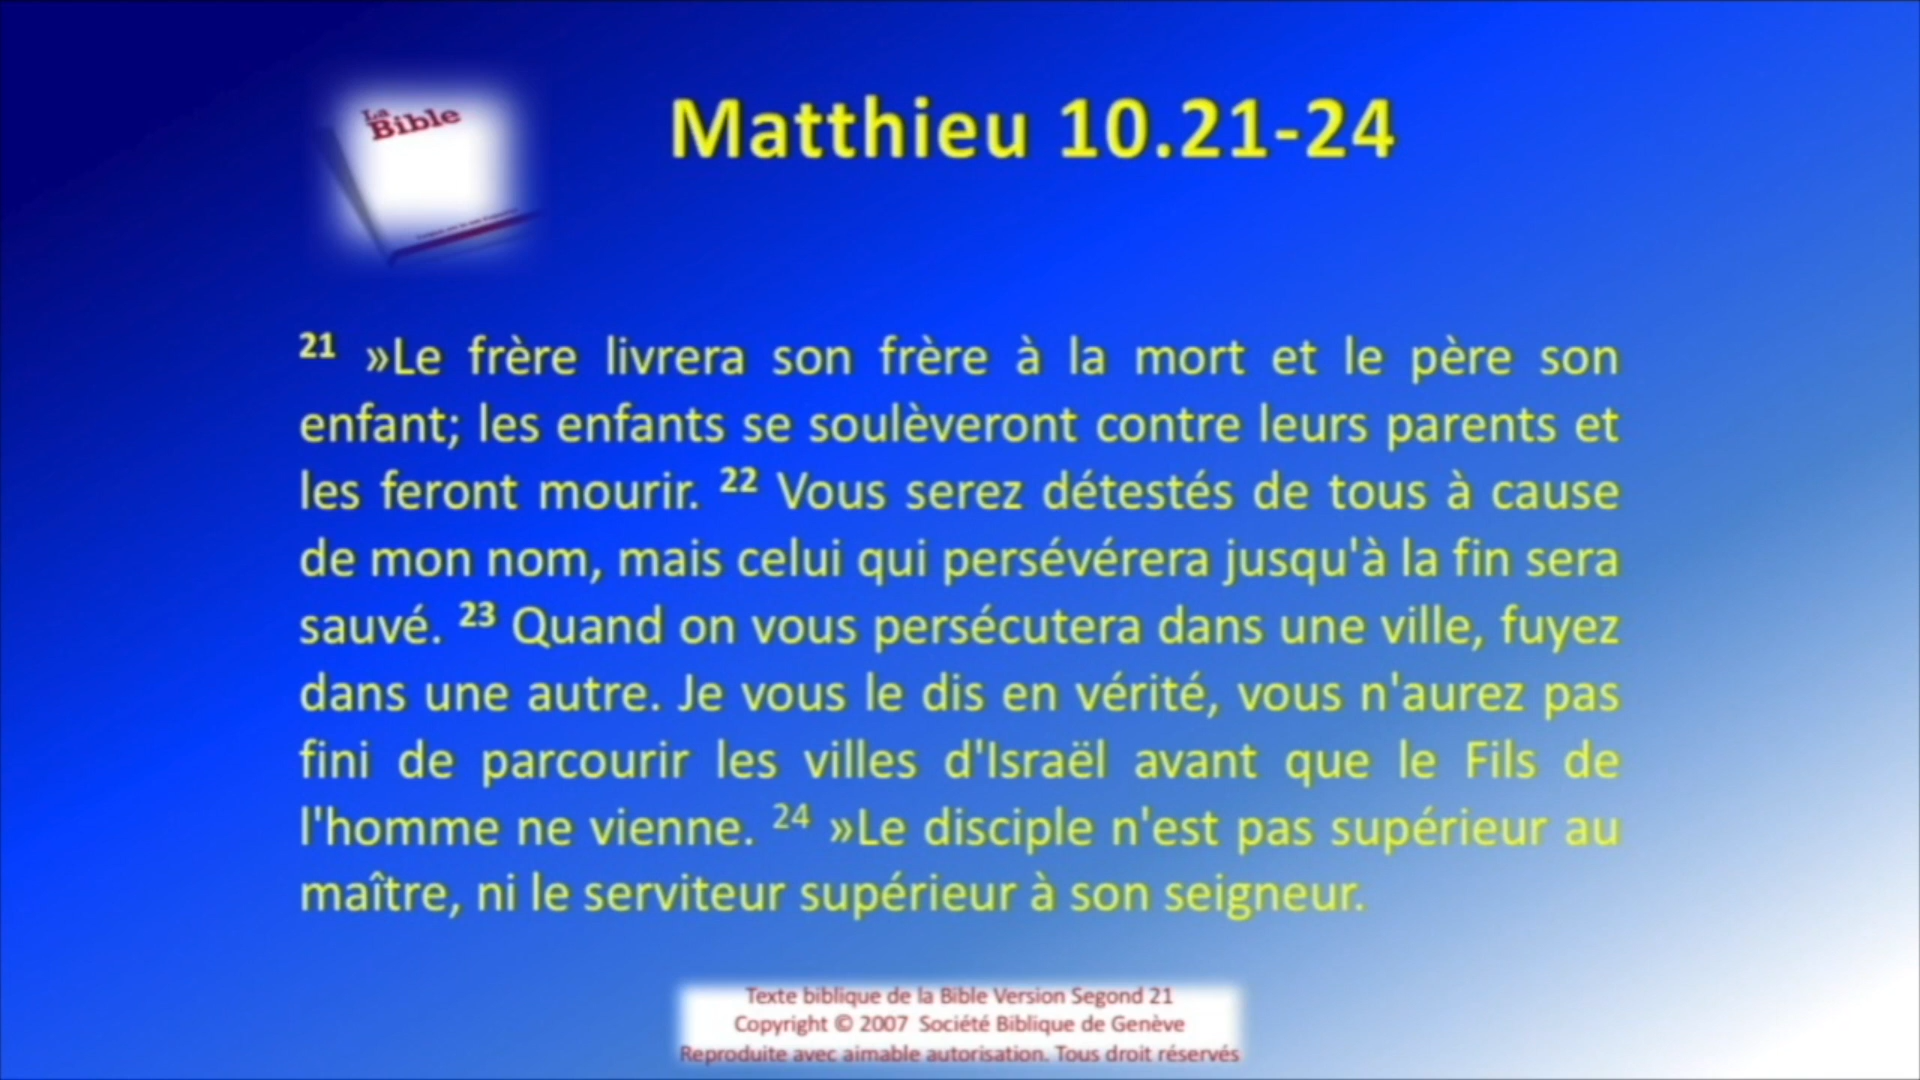 La
Bible
Matthieu 10.21-24
21 »Le frère livrera son frère à la mort et le père son
enfant; les enfants se soulèveront contre leurs parents et
les feront mourir. 22 Vous serez détestés de tous à cause
de mon nom, mais celui qui persévérera jusqu'à la fin sera
sauvé. 23 Quand on vous persécutera dans une ville, fuyez
dans une autre. Je vous le dis en vérité, vous n'aurez pas
fini de parcourir les villes d'Israël avant que le Fils de
l'homme ne vienne. 24 »Le disciple n'est pas supérieur au
maître, ni le serviteur supérieur à son seigneur.
Texte biblique de la Bible Version Segond 21
Copyright © 2007 Société Biblique de Genève
Reproduite avec aimable autorisation. Tous droit réservés